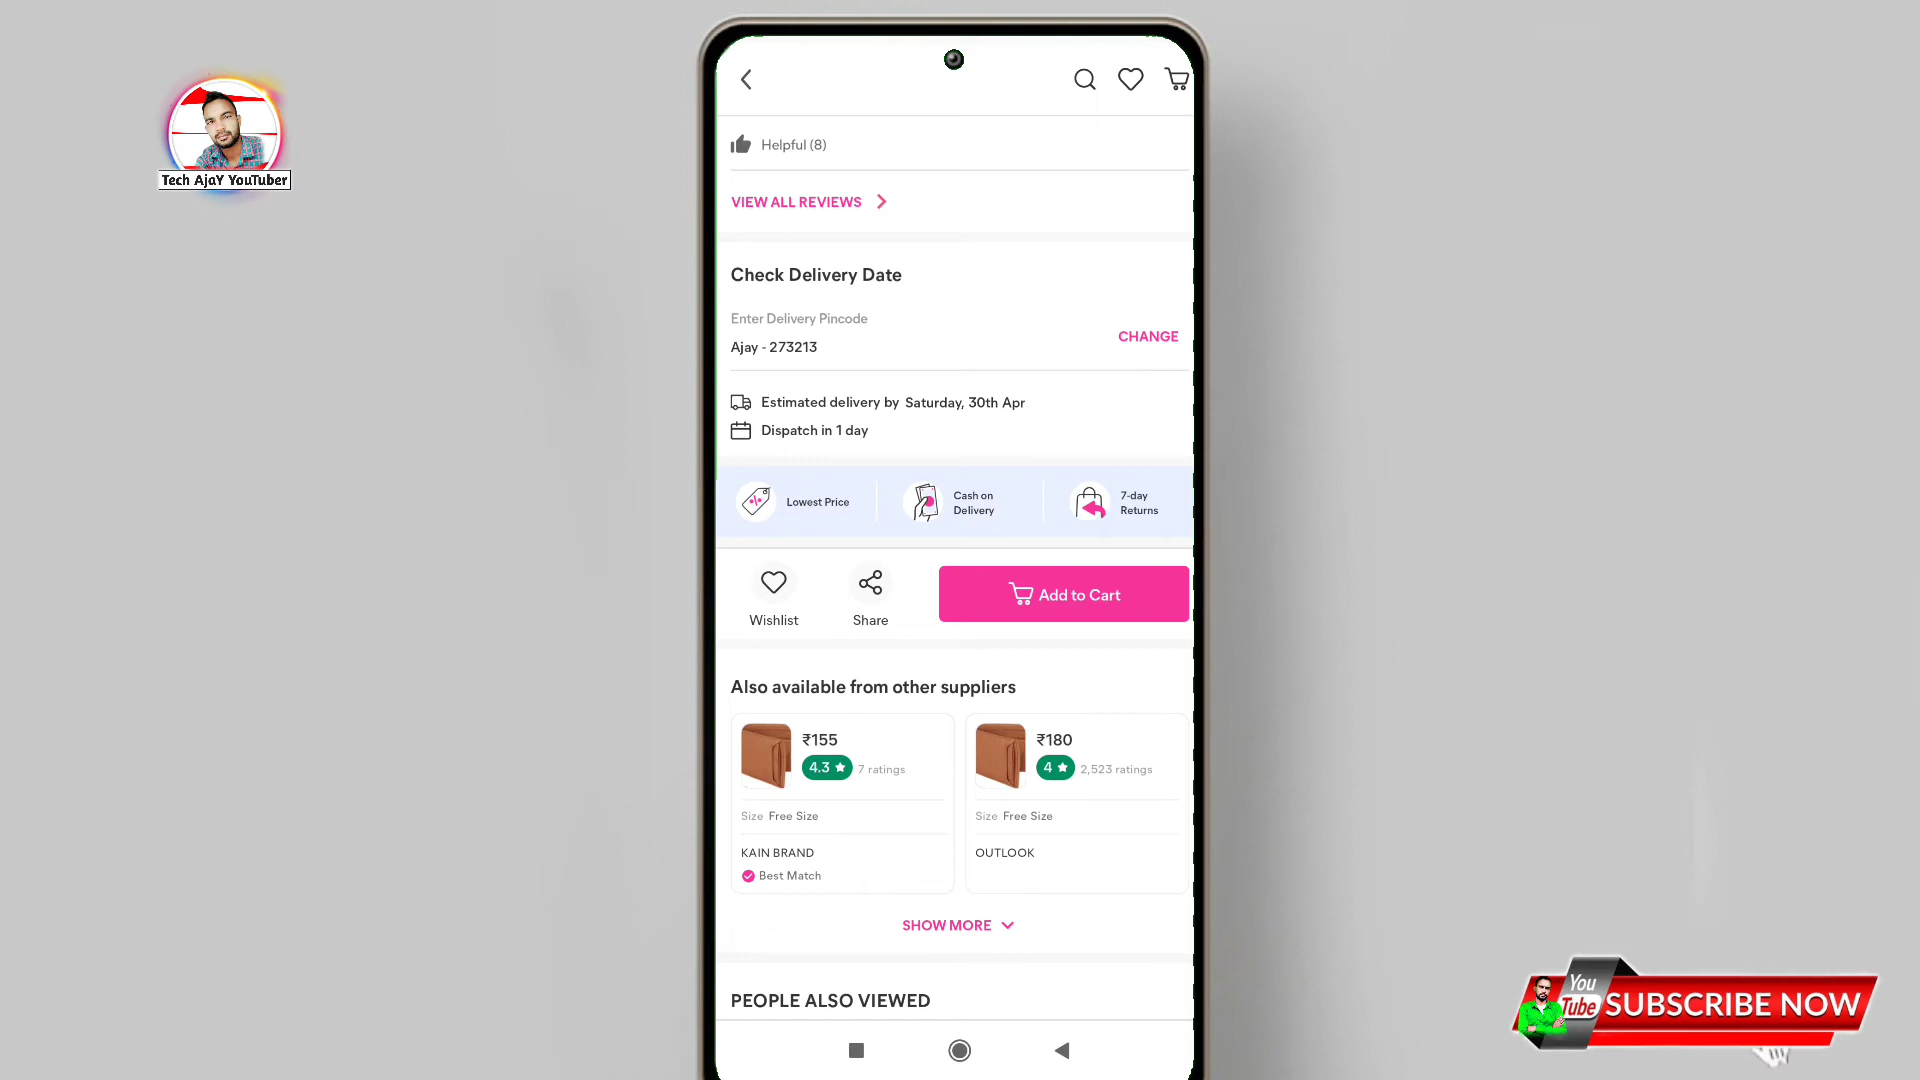 Tech AjaY YouTuber
Helpful (8)
VIEW ALL REVIEWS
Check Delivery Date
Enter Delivery Pincode
Ajay - 273213
CHANGE
Estimated delivery by Saturday, 30th Apr
Dispatch in 1 day
Lowest Price
Cash on
Delivery
7-day
Returns
Wishlist
Share
Add to Cart
Also available from other suppliers
₹155
4.3 7 ratings
Size Free Size
KAIN BRAND
Best Match
₹180
4 2,523 ratings
Size Free Size
OUTLOOK
SHOW MORE
PEOPLE ALSO VIEWED
You
Tube
SUBSCRIBE NOW